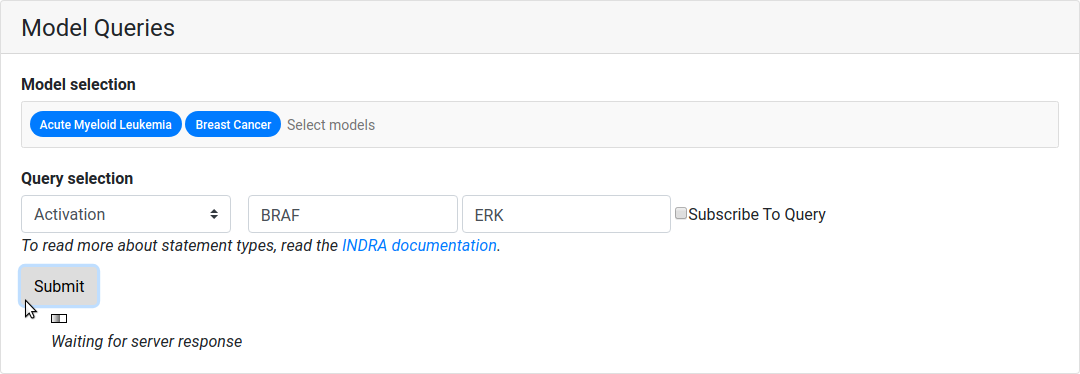 Model Queries
Model selection
Acute Myeloid Leukemia Breast Cancer Select models
Query selection
Activation BRAF ERK Subscribe To Query
To read more about statement types, read the INDRA documentation.
Submit
Waiting for server response